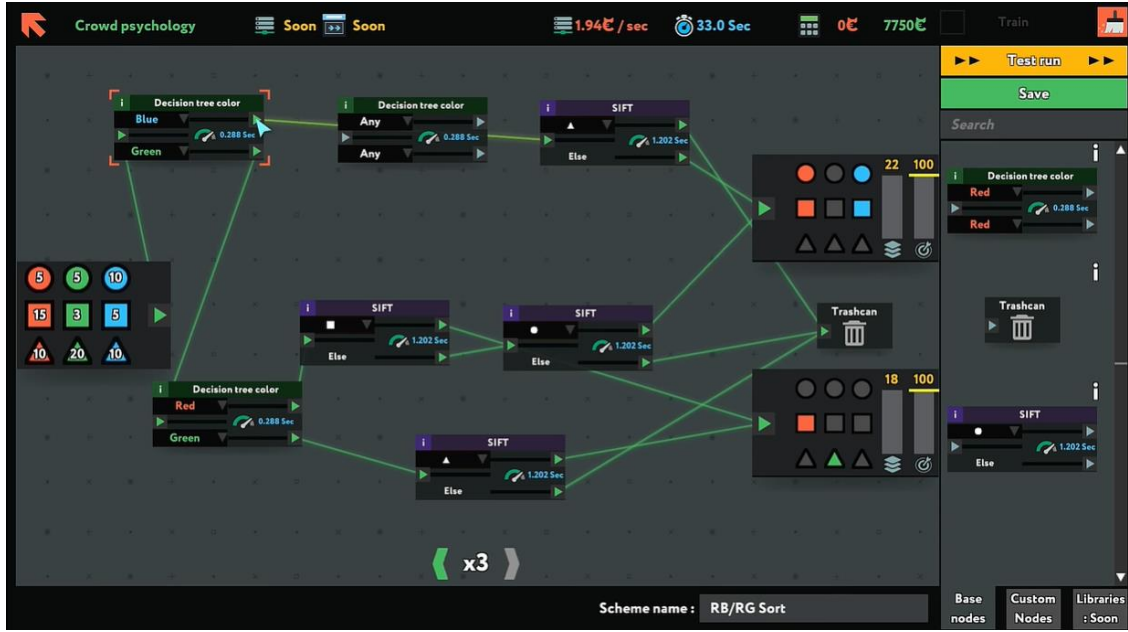 Crowd psychology
Soon
Soon
1.94₾ / sec
33.0 Sec
0₾
7750₾
Train
Test run
Save
Search
i
Decision tree color
Blue
0.288 Sec
Green
i
Decision tree color
Any
0.288 Sec
Any
i
SIFT
1.202 Sec
Else
22
100
i
i
Decision tree color
Red
0.288 Sec
Red
i
Trashcan
i
i
SIFT
1.202 Sec
Else
5
5
10
15
3
5
10
20
10
i
SIFT
1.202 Sec
Else
i
SIFT
1.202 Sec
Else
Trashcan
18
100
i
Decision tree color
Red
0.288 Sec
Green
i
SIFT
1.202 Sec
Else
x3
Scheme name :
RB/RG Sort
Base
nodes
Custom
Nodes
Libraries
: Soon